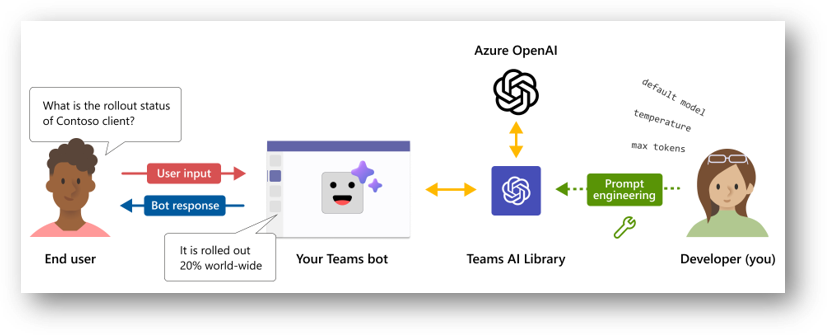 Azure OpenAI
What is the rollout status
of Contoso client?
default model
temperature
max tokens
User input
Bot response
Prompt
engineering
It is rolled out
20% world-wide
End user
Your Teams bot
Teams AI Library
Developer (you)